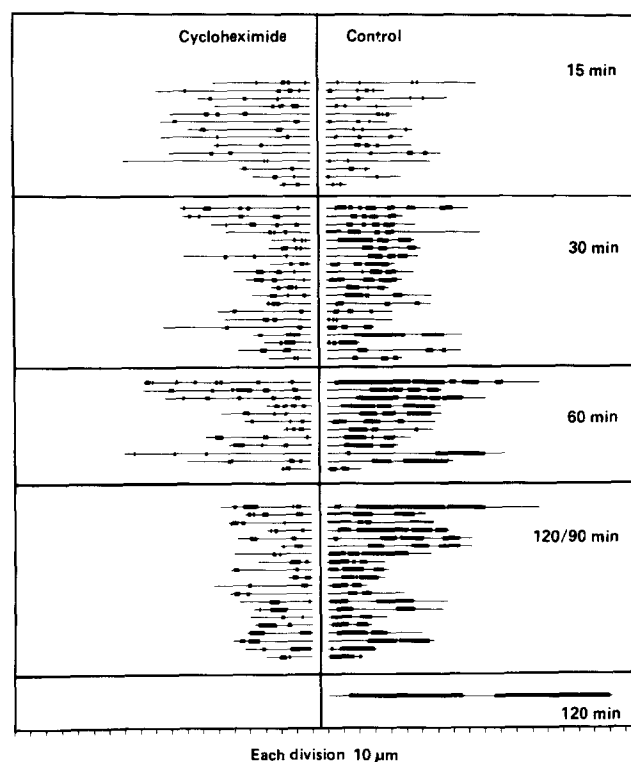 Cycloheximide Control
15 min
30 min
60 min
120/90 min
120 min
Each division 10 μm